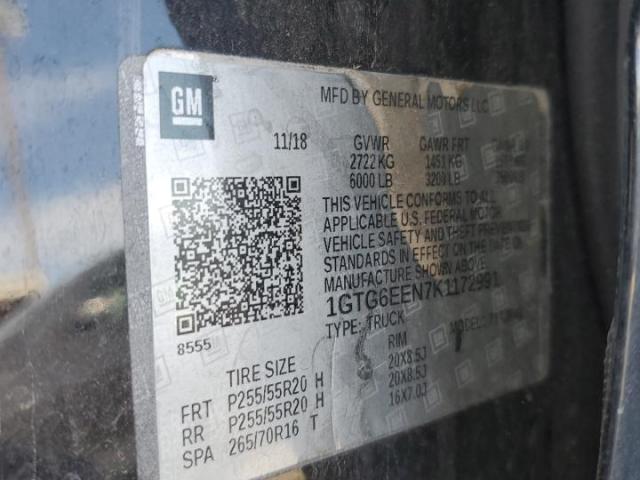 GM
MFD BY GENERAL MOTORS LLC
11/18 GVWR GAWR FRT
2722 KG 1451 KG
6000 LB 3200 LB
THIS VEHICLE CONFORMS TO ALL
APPLICABLE U.S. FEDERAL MOTOR
VEHICLE SAFETY AND THEFT PREVENTION
STANDARDS IN EFFECT ON THE DATE OF
MANUFACTURE SHOWN ABOVE.
1GTG6EEN7K1172991
TYPE: TRUCK
8555
TIRE SIZE RIM
FRT P255/55R20 H 20X8.5J
RR P255/55R20 H 20X8.5J
SPA 265/70R16 T 16X7.0J